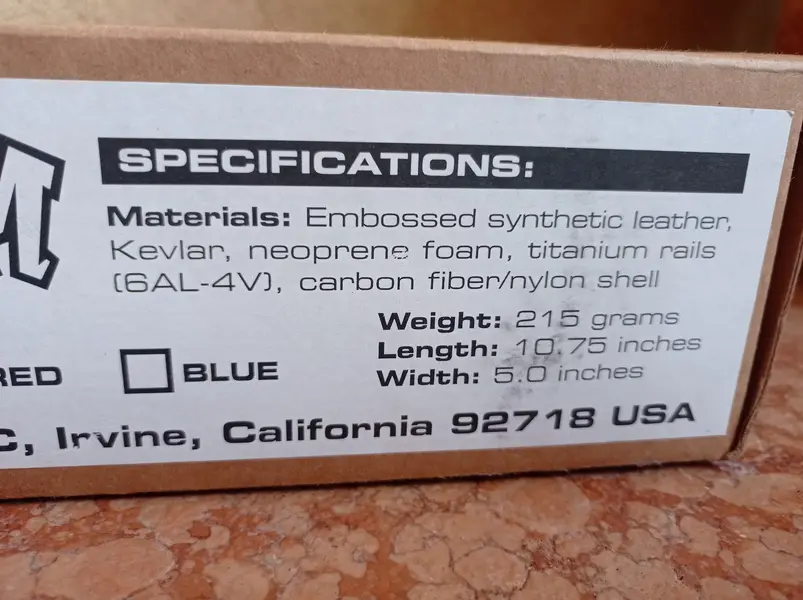 SPECIFICATIONS:
Materials: Embossed synthetic leather,
Kevlar, neoprene foam, titanium rails
(6AL-4V), carbon fiber/nylon shell
Weight: 215 grams
Length: 10.75 inches
Width: 5.0 inches
RED BLUE
C, Irvine, California 92718 USA